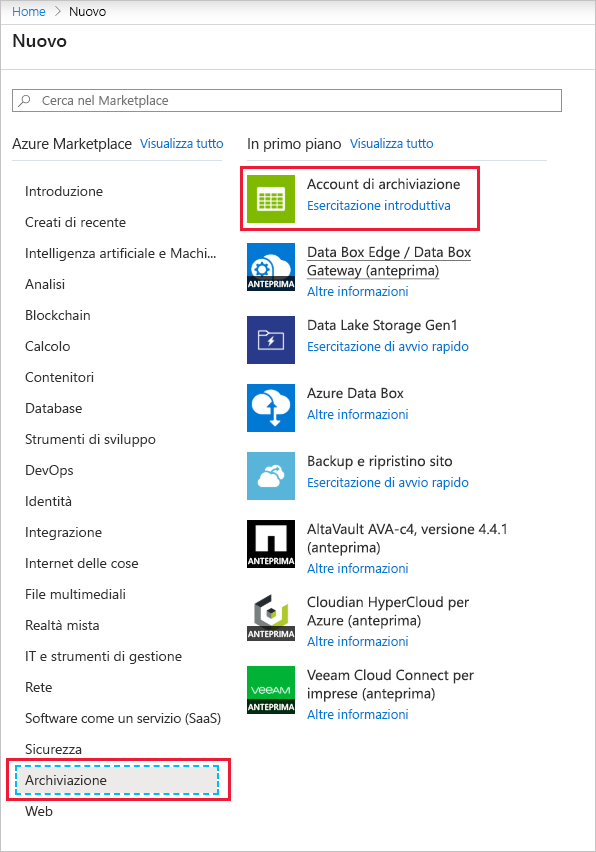 Home > Nuovo
Nuovo
Cerca nel Marketplace
Azure Marketplace Visualizza tutto
Introduzione
Creati di recente
Intelligenza artificiale e Machi...
Analisi
Blockchain
Calcolo
Contenitori
Database
Strumenti di sviluppo
DevOps
Identità
Integrazione
Internet delle cose
File multimediali
Realtà mista
IT e strumenti di gestione
Rete
Software come un servizio (SaaS)
Sicurezza
Archiviazione
Web
In primo piano Visualizza tutto
Account di archiviazione
Esercitazione introduttiva
ANTEPRIMA
Data Box Edge / Data Box
Gateway (anteprima)
Altre informazioni
Data Lake Storage Gen1
Esercitazione di avvio rapido
Azure Data Box
Altre informazioni
Backup e ripristino sito
Esercitazione di avvio rapido
ANTEPRIMA
AltaVault AVA-c4, versione 4.4.1
(anteprima)
Altre informazioni
ANTEPRIMA
Cloudian HyperCloud per
Azure (anteprima)
Altre informazioni
veeAM
ANTEPRIMA
Veeam Cloud Connect per
imprese (anteprima)
Altre informazioni